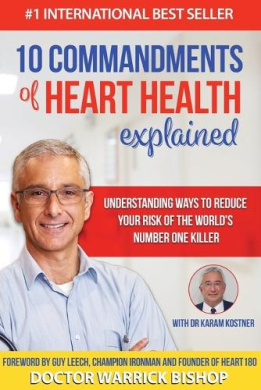 #1 INTERNATIONAL BEST SELLER
10 COMMANDMENTS
of HEART HEALTH
explained
UNDERSTANDING WAYS TO REDUCE
YOUR RISK OF THE WORLD'S
NUMBER ONE KILLER
WITH DR KARAM KOSTNER
FOREWORD BY GUY LEECH, CHAMPION IRONMAN AND FOUNDER OF HEART 180
DOCTOR WARRICK BISHOP